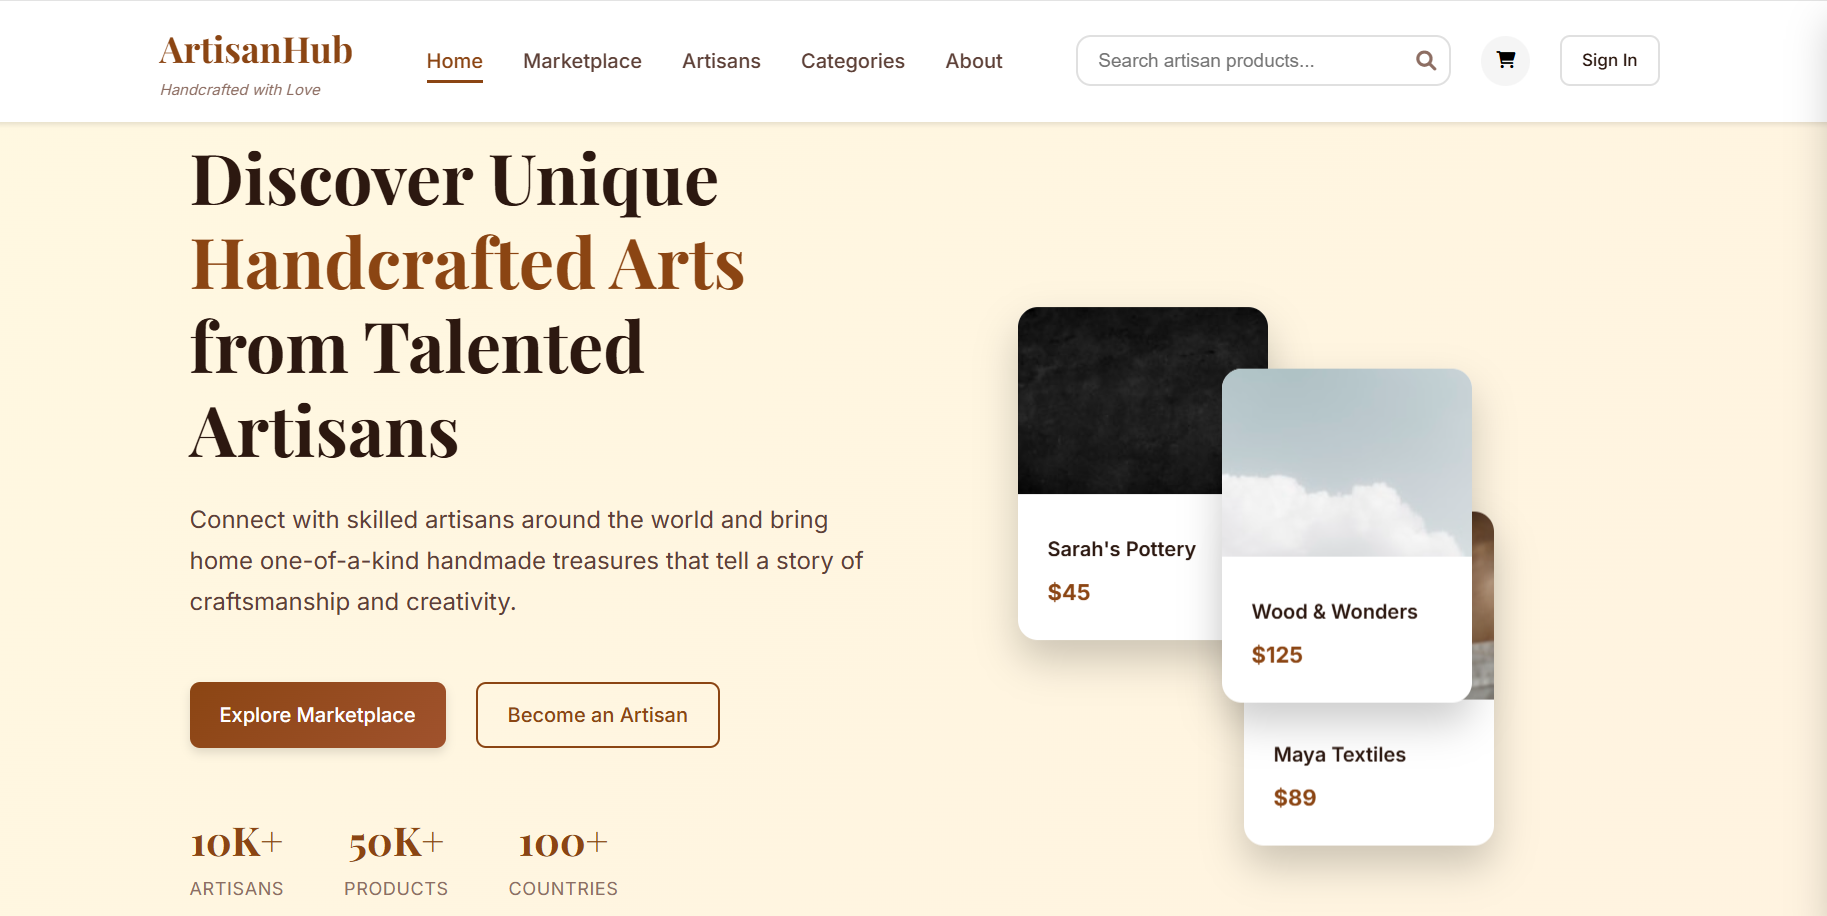 ArtisanHub
Handcrafted with Love
Home
Marketplace
Artisans
Categories
About
Search artisan products...
Sign In
Discover Unique
Handcrafted Arts
from Talented
Artisans
Connect with skilled artisans around the world and bring
home one-of-a-kind handmade treasures that tell a story of
craftsmanship and creativity.
Explore Marketplace
Become an Artisan
10K+
ARTISANS
50K+
PRODUCTS
100+
COUNTRIES
Sarah's Pottery
$45
Wood & Wonders
$125
Maya Textiles
$89